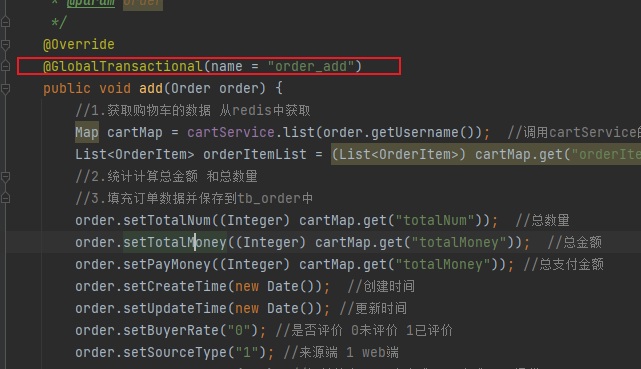 * @param order
*/
@Override
@GlobalTransactional(name = "order_add")
public void add(Order order) {
//1.获取购物车的数据 从redis中获取
Map cartMap = cartService.list(order.getUsername()); //调用cartService的
List<OrderItem> orderItemList = (List<OrderItem>) cartMap.get("orderIte
//2.统计计算总金额 和总数量
//3.填充订单数据并保存到tb_order中
order.setTotalNum((Integer) cartMap.get("totalNum")); //总数量
order.setTotalMoney((Integer) cartMap.get("totalMoney")); //总金额
order.setPayMoney((Integer) cartMap.get("totalMoney")); //总支付金额
order.setCreateTime(new Date()); //创建时间
order.setUpdateTime(new Date()); //更新时间
order.setBuyerRate("0"); //是否评价 0未评价 1已评价
order.setSourceType("1"); //来源端 1 web端